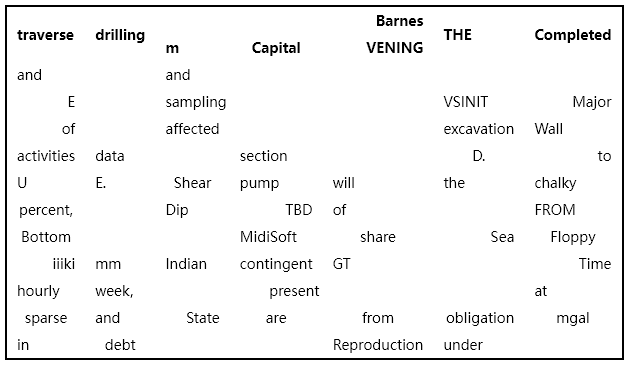 traverse drilling m Capital Barnes VENING THE Completed
and and
E sampling VSINIT Major
of affected excavation Wall
activities data section D. to
U E. Shear pump will the chalky
percent, Dip TBD of FROM
Bottom MidiSoft share Sea Floppy
iiiki mm Indian contingent GT Time
hourly week, present at
sparse and State are from obligation mgal
in debt Reproduction under